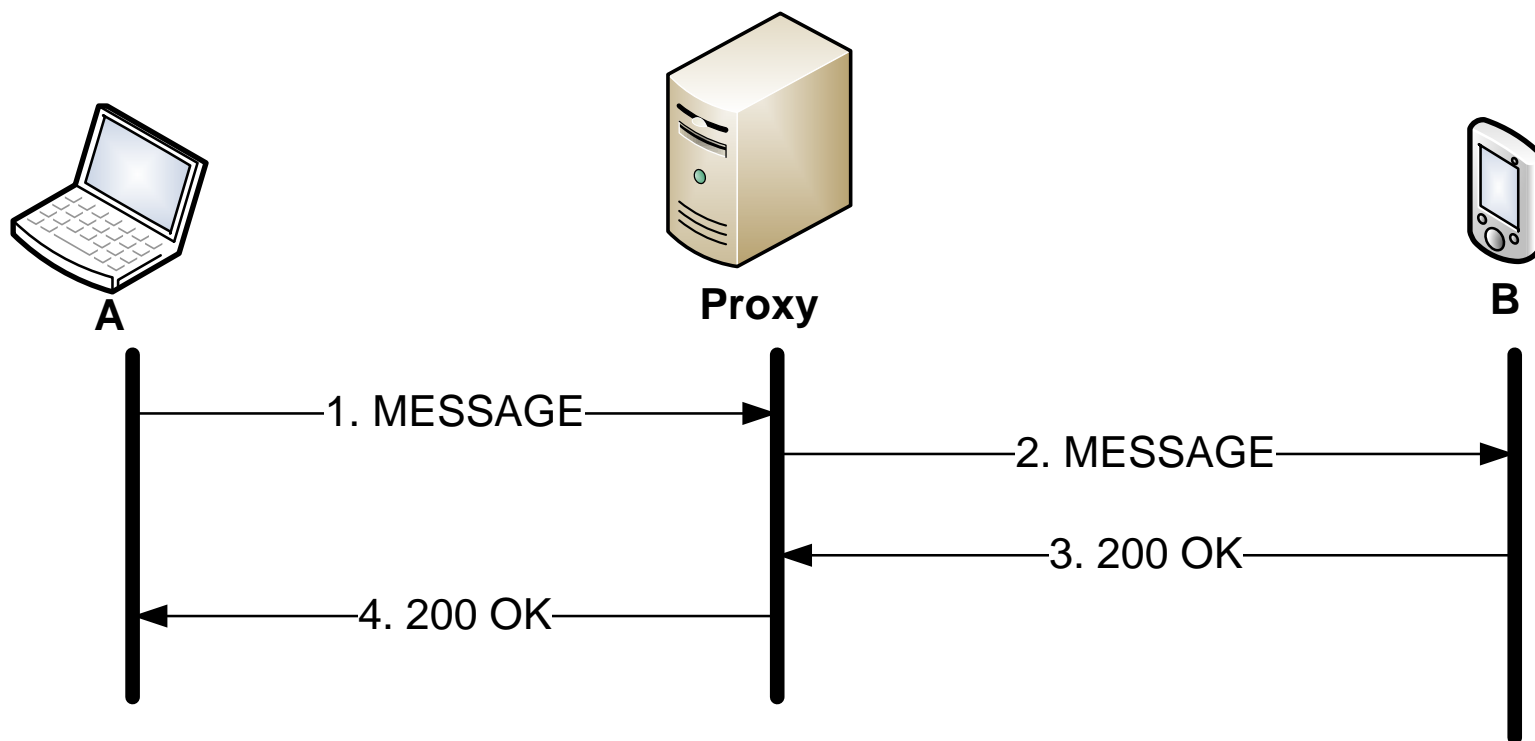 A
Proxy
B
1. MESSAGE
2. MESSAGE
3. 200 OK
4. 200 OK